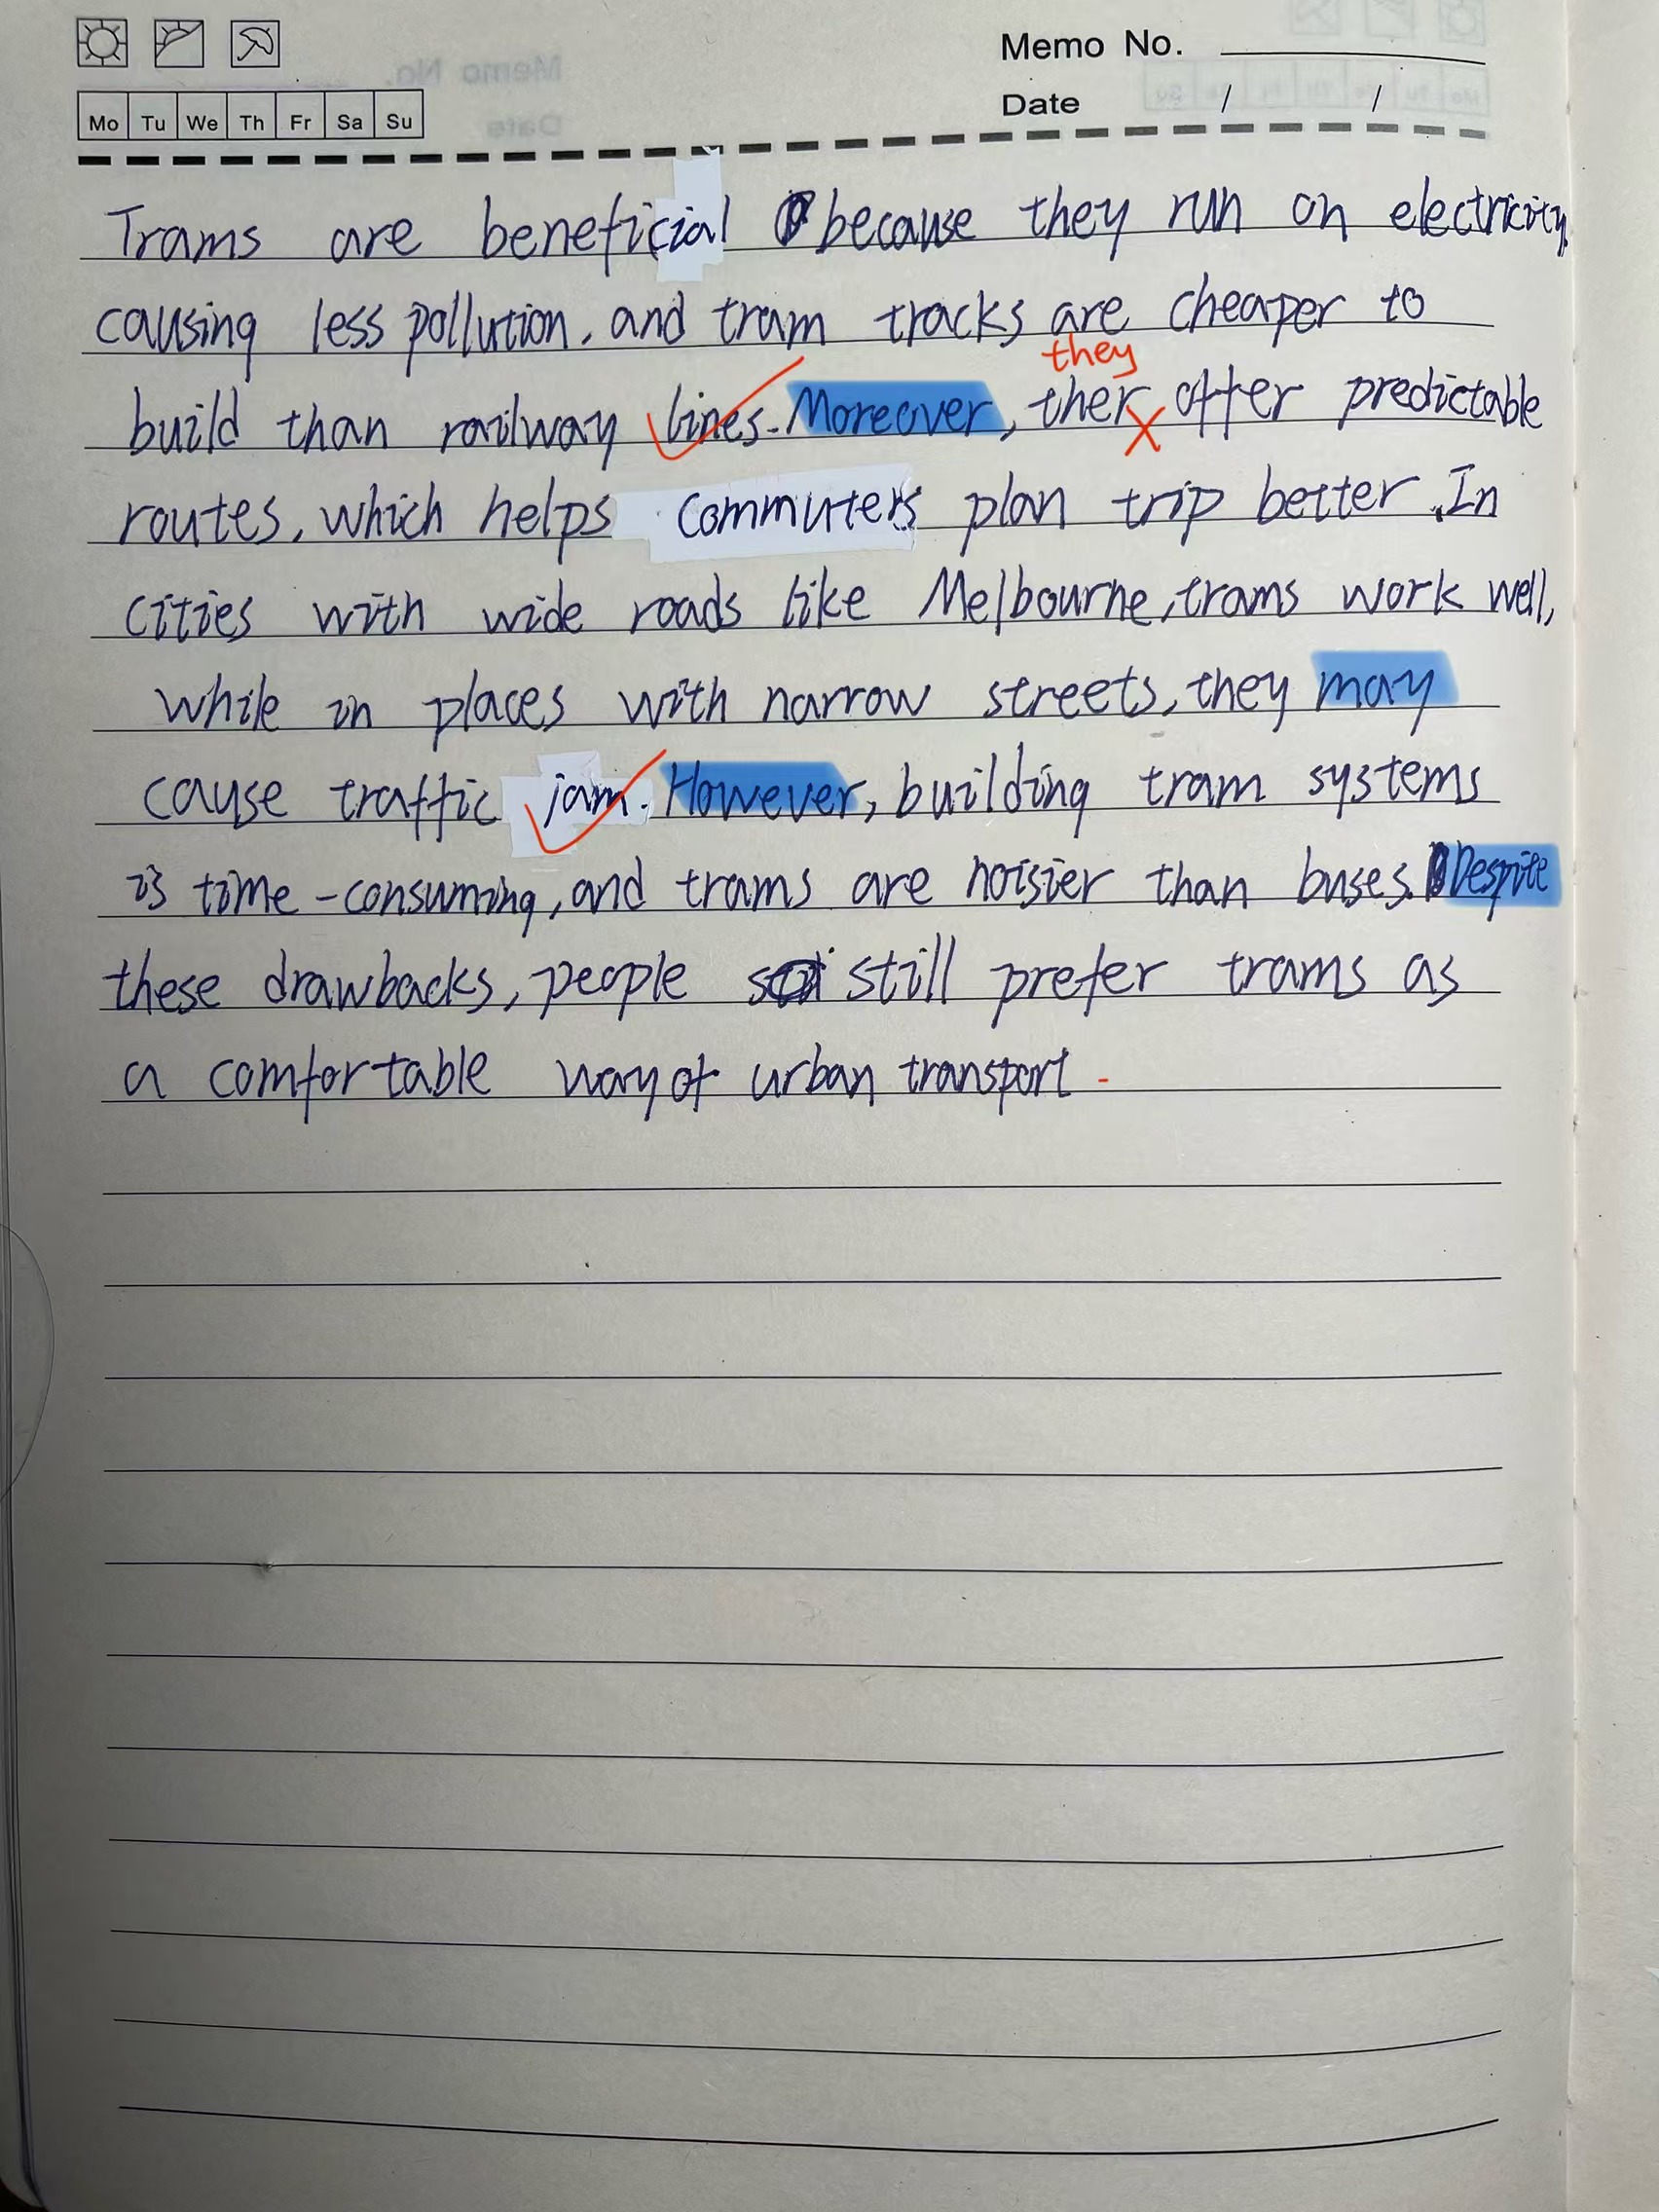 Memo No.
Date / /
Mo Tu We Th Fr Sa Su
Trams are beneficial because they run on electricity,
causing less pollution, and tram tracks are cheaper to
they
build than railway lines. Moreover, ther offer predictable
routes, which helps commuters plan trip better. In
cities with wide roads like Melbourne, trams work well,
while in places with narrow streets, they may
cause traffic jam. However, building tram systems
is time-consuming, and trams are noisier than buses. Despite
these drawbacks, people still prefer trams as
a comfortable way of urban transport.